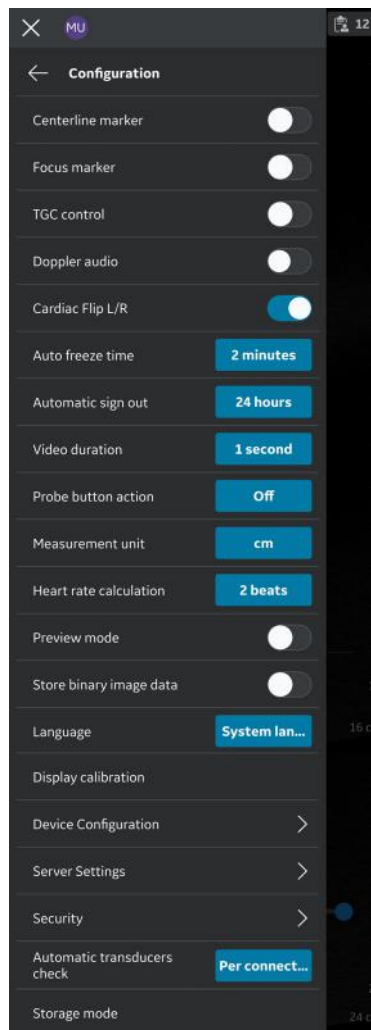 MU
12
Configuration
Centerline marker
Focus marker
TGC control
Doppler audio
Cardiac Flip L/R
Auto freeze time
2 minutes
Automatic sign out
24 hours
Video duration
1 second
Probe button action
Off
Measurement unit
cm
Heart rate calculation
2 beats
Preview mode
Store binary image data
Language
System lan...
16 c
Display calibration
Device Configuration
Server Settings
Security
Automatic transducers
check
Per connect...
Storage mode
24 c